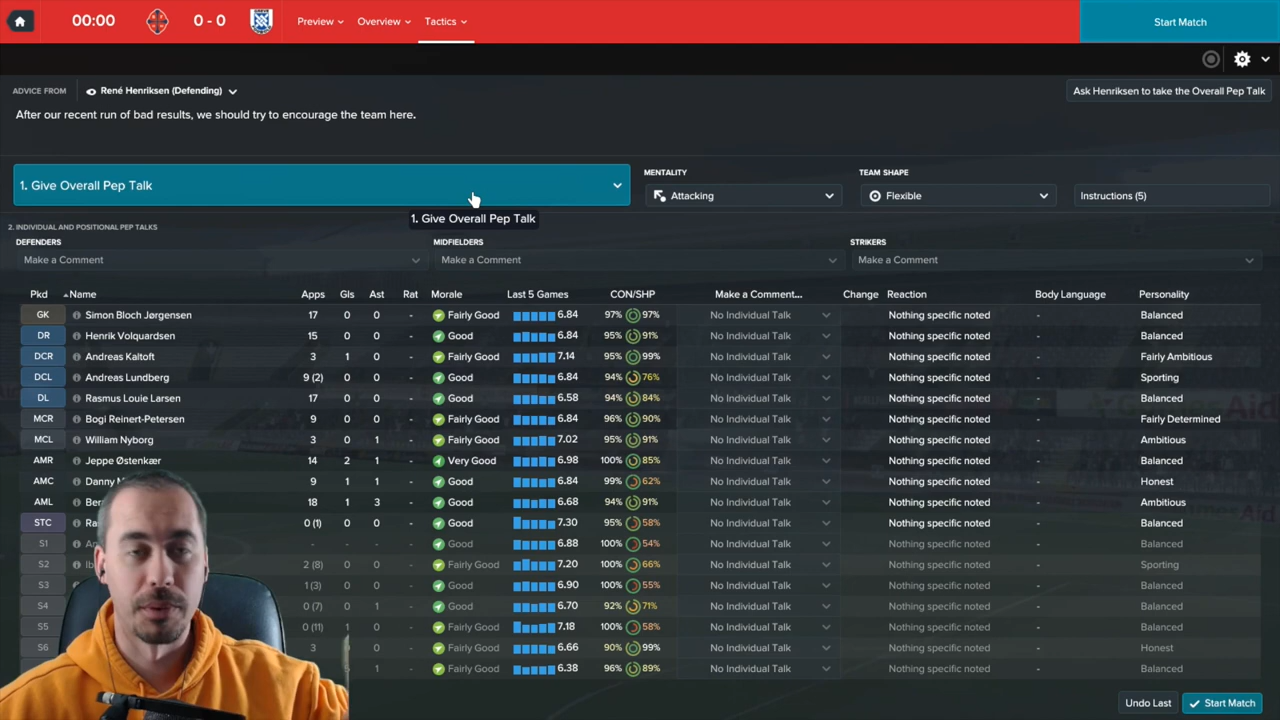 00:00 0 - 0 Preview Overview Tactics Start Match
ADVICE FROM René Henriksen (Defending) Ask Henriksen to take the Overall Pep Talk
After our recent run of bad results, we should try to encourage the team here.
1. Give Overall Pep Talk
MENTALITY TEAM SHAPE
Attacking Flexible Instructions (5)
1. Give Overall Pep Talk
2. INDIVIDUAL AND POSITIONAL PEP TALKS
DEFENDERS MIDFIELDERS STRIKERS
Make a Comment Make a Comment Make a Comment
Pkd Name Apps Gls Ast Rat Morale Last 5 Games CON/SHP Make a Comment... Change Reaction Body Language Personality
GK Simon Bloch Jørgensen 17 0 0 - Fairly Good 6.84 97% 97% No Individual Talk Nothing specific noted - Balanced
DR Henrik Volquardsen 15 0 0 - Good 6.84 95% 91% No Individual Talk Nothing specific noted - Balanced
DCR Andreas Kaltoft 3 1 0 - Fairly Good 7.14 95% 99% No Individual Talk Nothing specific noted - Fairly Ambitious
DCL Andreas Lundberg 9 (2) 0 0 - Good 6.84 94% 76% No Individual Talk Nothing specific noted - Sporting
DL Rasmus Louie Larsen 17 0 0 - Good 6.58 94% 84% No Individual Talk Nothing specific noted - Balanced
MCR Bogi Reinert-Petersen 9 0 0 - Fairly Good 6.84 96% 90% No Individual Talk Nothing specific noted - Fairly Determined
MCL William Nyborg 3 0 1 - Fairly Good 7.02 95% 91% No Individual Talk Nothing specific noted - Ambitious
AMR Jeppe Østenkær 14 2 1 - Very Good 6.98 100% 85% No Individual Talk Nothing specific noted - Balanced
AMC Danny 9 1 1 - Good 6.84 99% 62% No Individual Talk Nothing specific noted - Honest
AML Ber 18 1 3 - Good 6.68 94% 91% No Individual Talk Nothing specific noted - Ambitious
STC Ra 0 (1) 0 0 - Good 7.30 95% 58% No Individual Talk Nothing specific noted - Balanced
S1 An - - - - Good 6.88 100% 54% No Individual Talk Nothing specific noted - Balanced
S2 Ib 2 (8) 0 0 - Fairly Good 7.20 100% 66% No Individual Talk Nothing specific noted - Sporting
S3 1 (3) 0 0 - Good 6.90 100% 55% No Individual Talk Nothing specific noted - Balanced
S4 0 (7) 0 1 - Good 6.70 92% 71% No Individual Talk Nothing specific noted - Balanced
S5 0 (11) 1 0 - Fairly Good 7.18 100% 58% No Individual Talk Nothing specific noted - Balanced
S6 3 0 - Fairly Good 6.66 90% 99% No Individual Talk Nothing specific noted - Honest
1 - Fairly Good 6.38 96% 89% No Individual Talk Nothing specific noted - Balanced
Undo Last Start Match